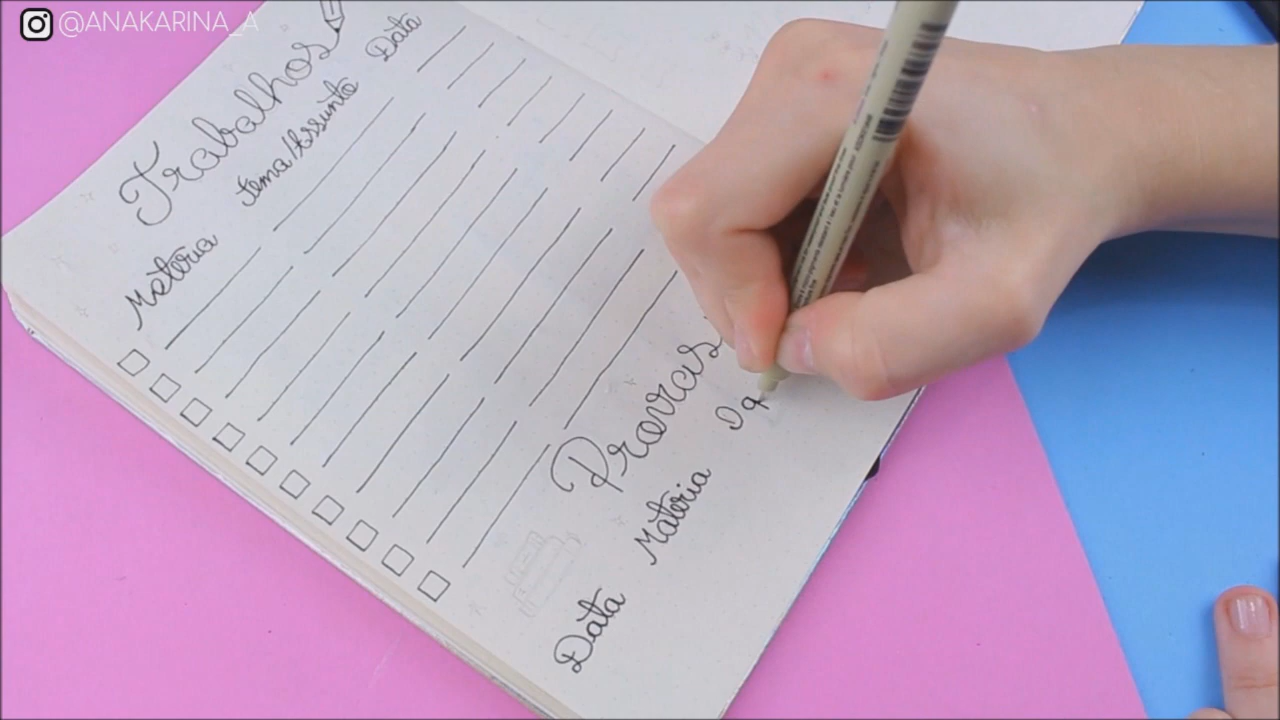 @ANAKARINA_A
Trabalhos
Matéria Tema/Assunto Data
Provas
Data Matéria